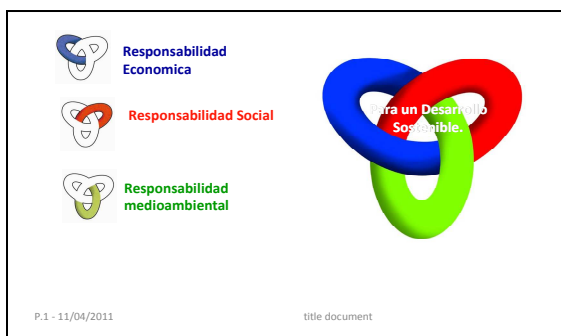 Responsabilidad
Economica
Responsabilidad Social
Responsabilidad
medioambiental
Para un Desarrollo
Sostenible.
P.1 - 11/04/2011
title document